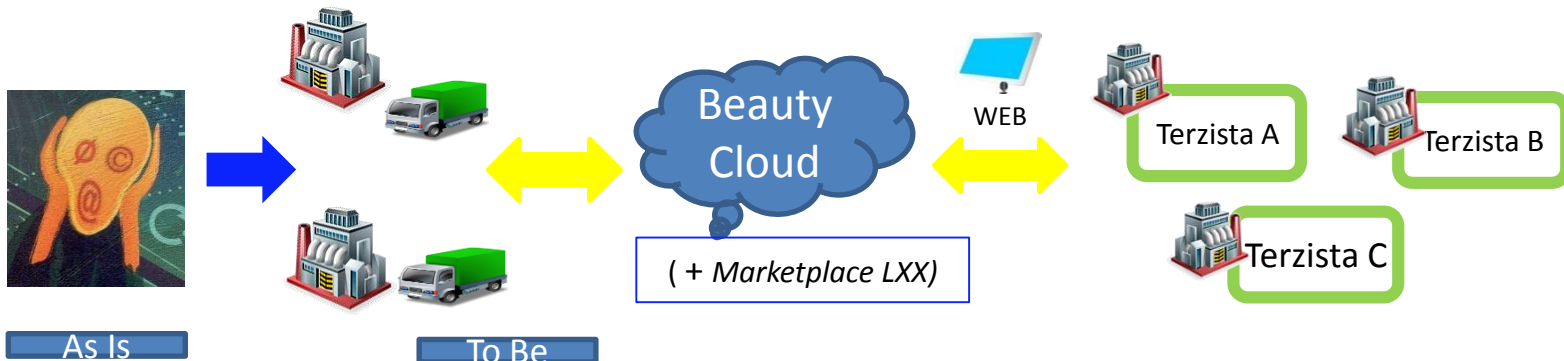 Beauty
Cloud
WEB
Terzista A
Terzista B
Terzista C
( + Marketplace LXX)
Ø ©
@
As Is
To Be